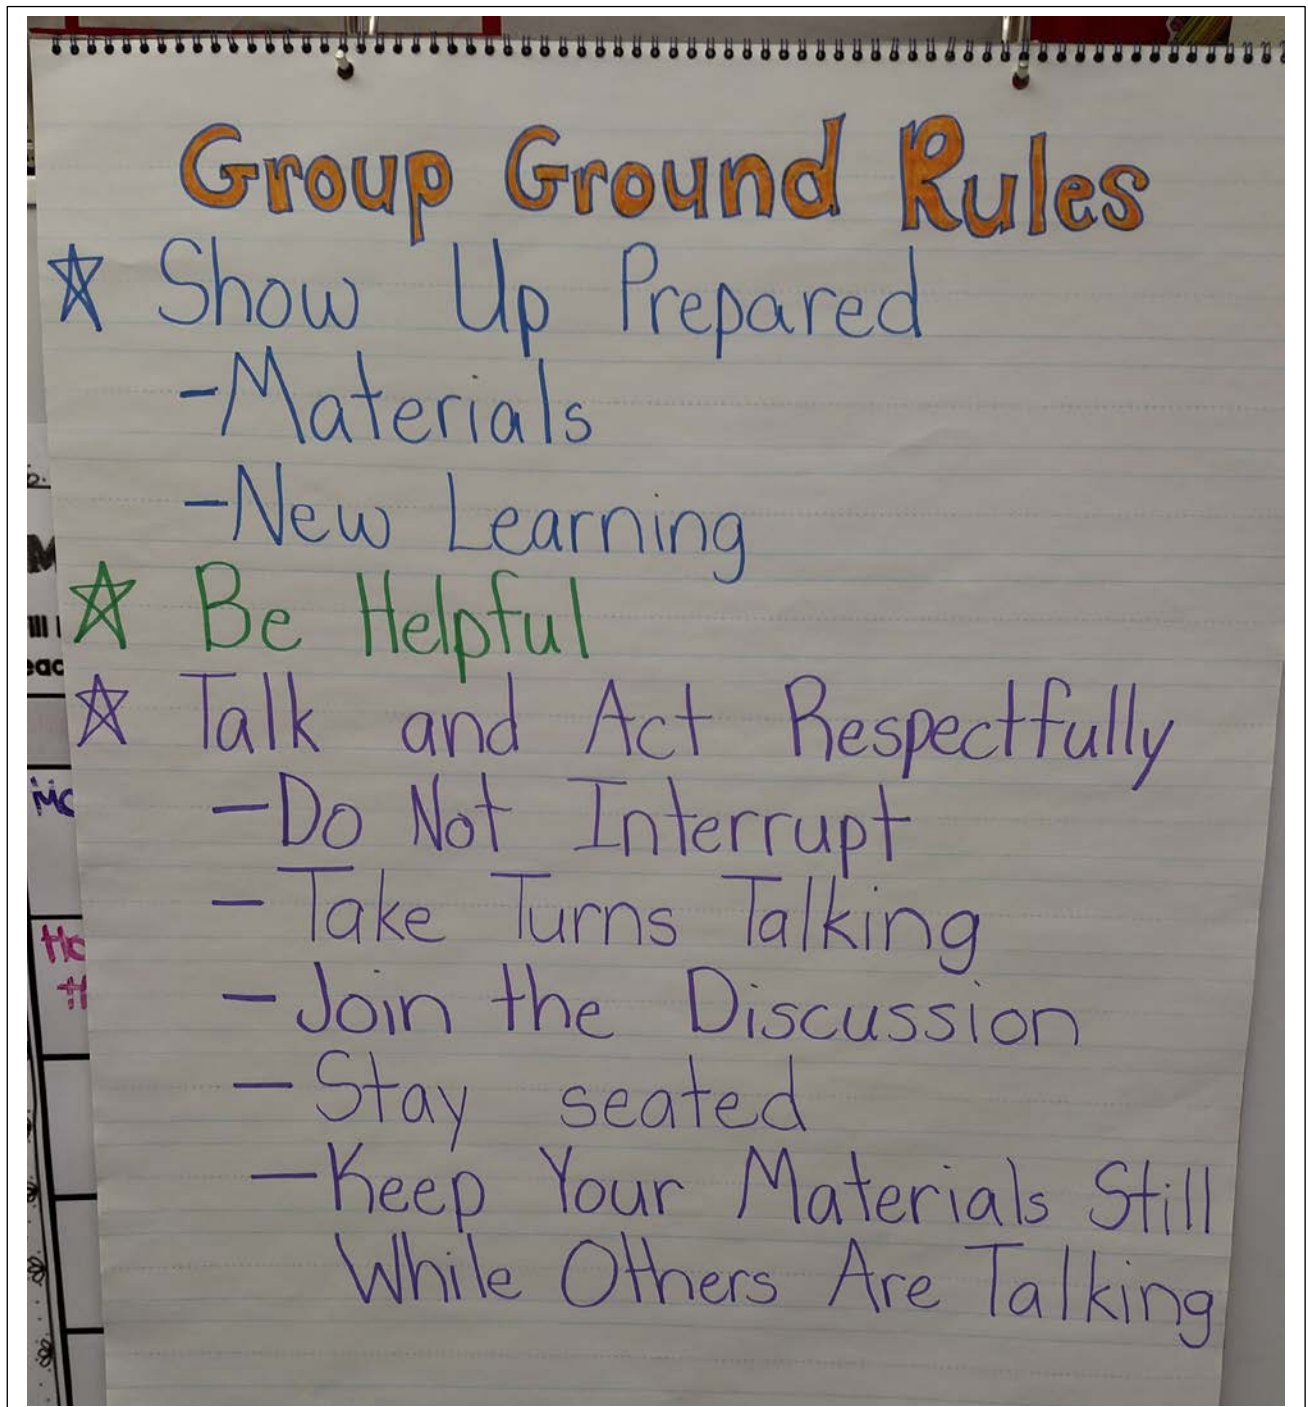 Group Ground Rules
☆ Show Up Prepared
-Materials
-New Learning
☆ Be Helpful
☆ Talk and Act Respectfully
-Do Not Interrupt
-Take Turns Talking
-Join the Discussion
-Stay seated
-Keep Your Materials Still
While Others Are Talking